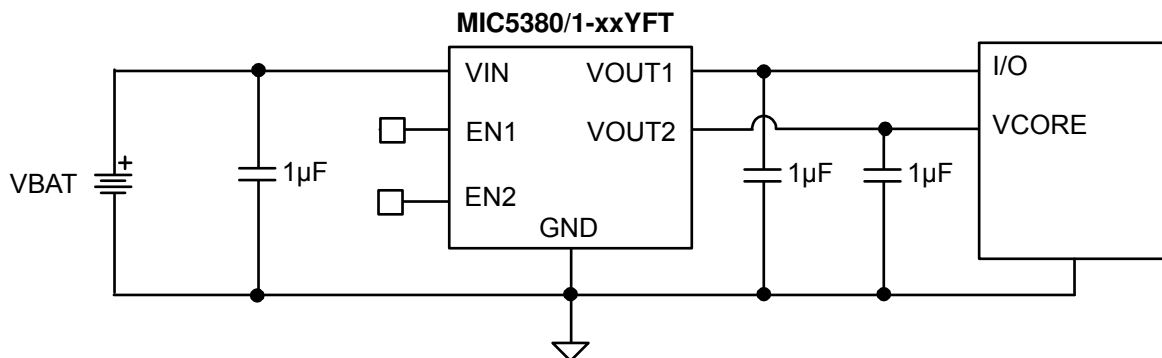 MIC5380/1-xxYFT
VIN
VOUT1
I/O
EN1
VOUT2
VCORE
VBAT
+
1µF
1µF
1µF
EN2
GND